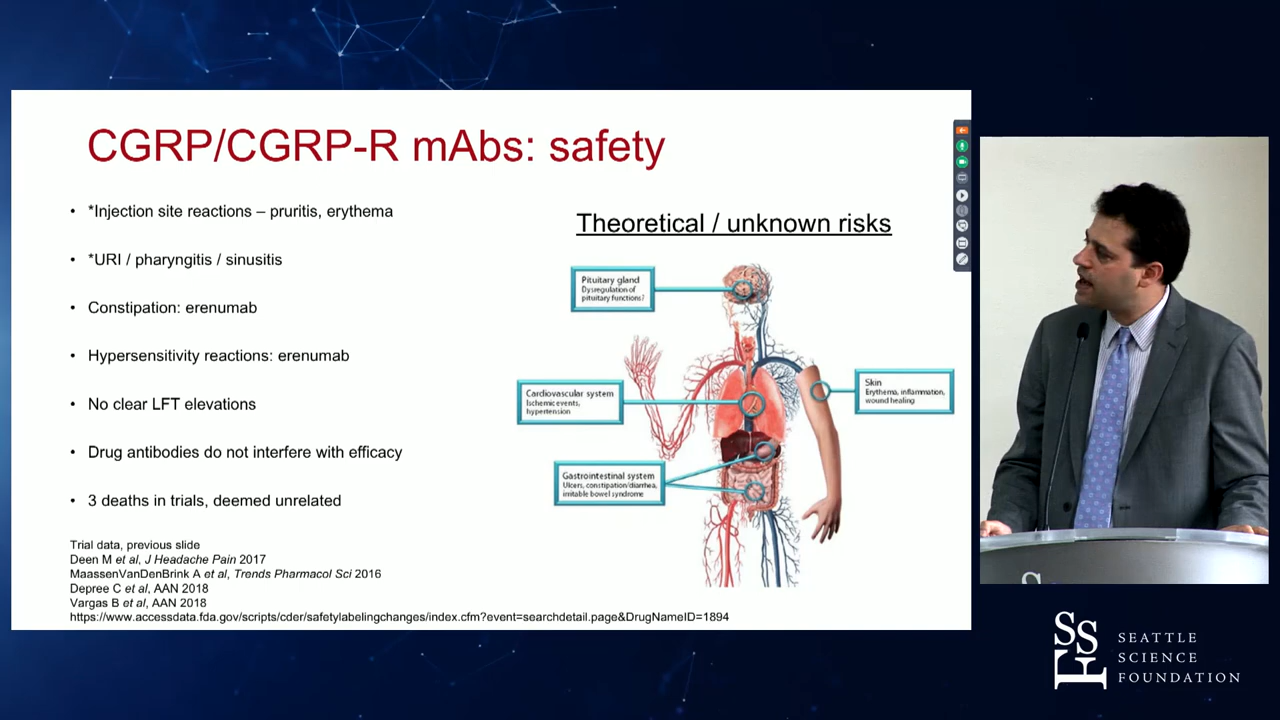 CGRP/CGRP-R mAbs: safety
• *Injection site reactions – pruritis, erythema
• *URI / pharyngitis / sinusitis
• Constipation: erenumab
• Hypersensitivity reactions: erenumab
• No clear LFT elevations
• Drug antibodies do not interfere with efficacy
• 3 deaths in trials, deemed unrelated
Trial data, previous slide
Deen M et al, J Headache Pain 2017
MaassenVanDenBrink A et al, Trends Pharmacol Sci 2016
Depree C et al, AAN 2018
Vargas B et al, AAN 2018
https://www.accessdata.fda.gov/scripts/cder/safetylabelingchanges/index.cfm?event=searchdetail.page&DrugNameID=1894
Theoretical / unknown risks
Pituitary gland
Dysregulation of
pituitary functions?
Cardiovascular system
Ischemic events,
hypertension
Skin
Erythema, inflammation,
wound healing
Gastrointestinal system
Ulcers, constipation/diarrhea,
irritable bowel syndrome
S
SSF
SEATTLE
SCIENCE
FOUNDATION